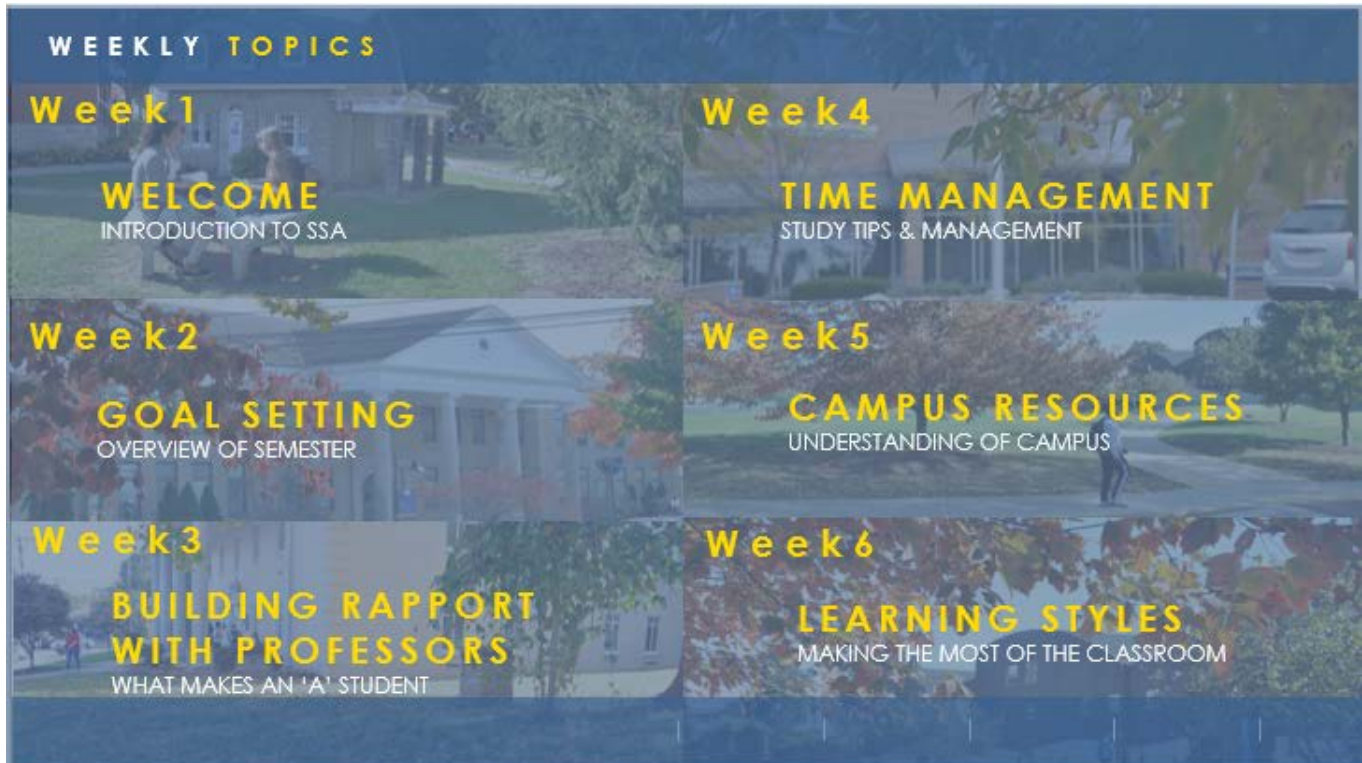 WEEKLY TOPICS
Week1
WELCOME
INTRODUCTION TO SSA
Week2
GOAL SETTING
OVERVIEW OF SEMESTER
Week3
BUILDING RAPPORT
WITH PROFESSORS
WHAT MAKES AN ‘A’ STUDENT
Week4
TIME MANAGEMENT
STUDY TIPS & MANAGEMENT
Week5
CAMPUS RESOURCES
UNDERSTANDING OF CAMPUS
Week6
LEARNING STYLES
MAKING THE MOST OF THE CLASSROOM